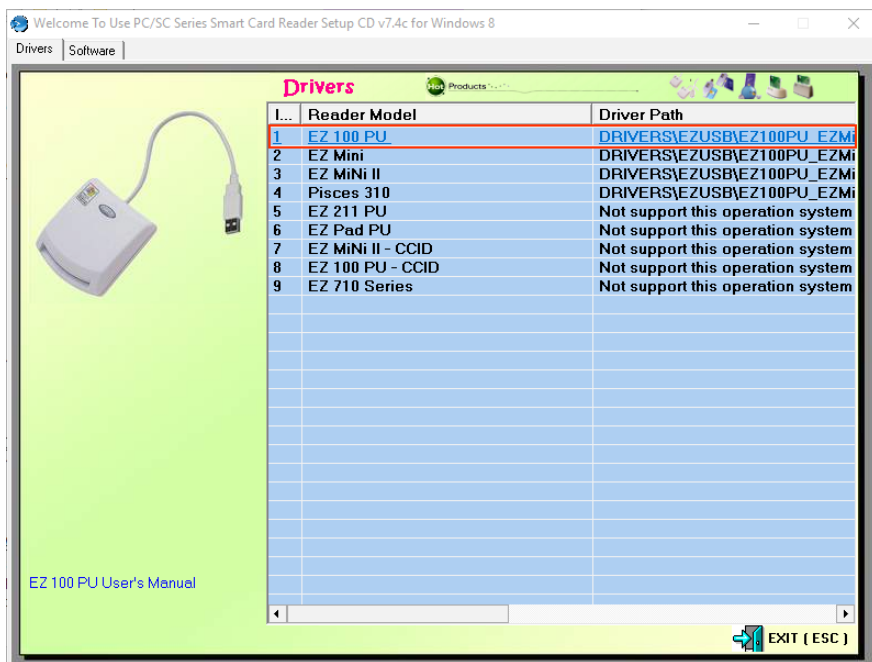 Welcome To Use PC/SC Series Smart Card Reader Setup CD v7.4c for Windows 8
Drivers Software
Drivers Hot Products
I... Reader Model Driver Path
1 EZ 100 PU DRIVERS\EZUSB\EZ100PU_EZMi
2 EZ Mini DRIVERS\EZUSB\EZ100PU_EZMi
3 EZ MiNi II DRIVERS\EZUSB\EZ100PU_EZMi
4 Pisces 310 DRIVERS\EZUSB\EZ100PU_EZMi
5 EZ 211 PU Not support this operation system
6 EZ Pad PU Not support this operation system
7 EZ MiNi II - CCID Not support this operation system
8 EZ 100 PU - CCID Not support this operation system
9 EZ 710 Series Not support this operation system
EZ 100 PU User's Manual
EXIT ( ESC )